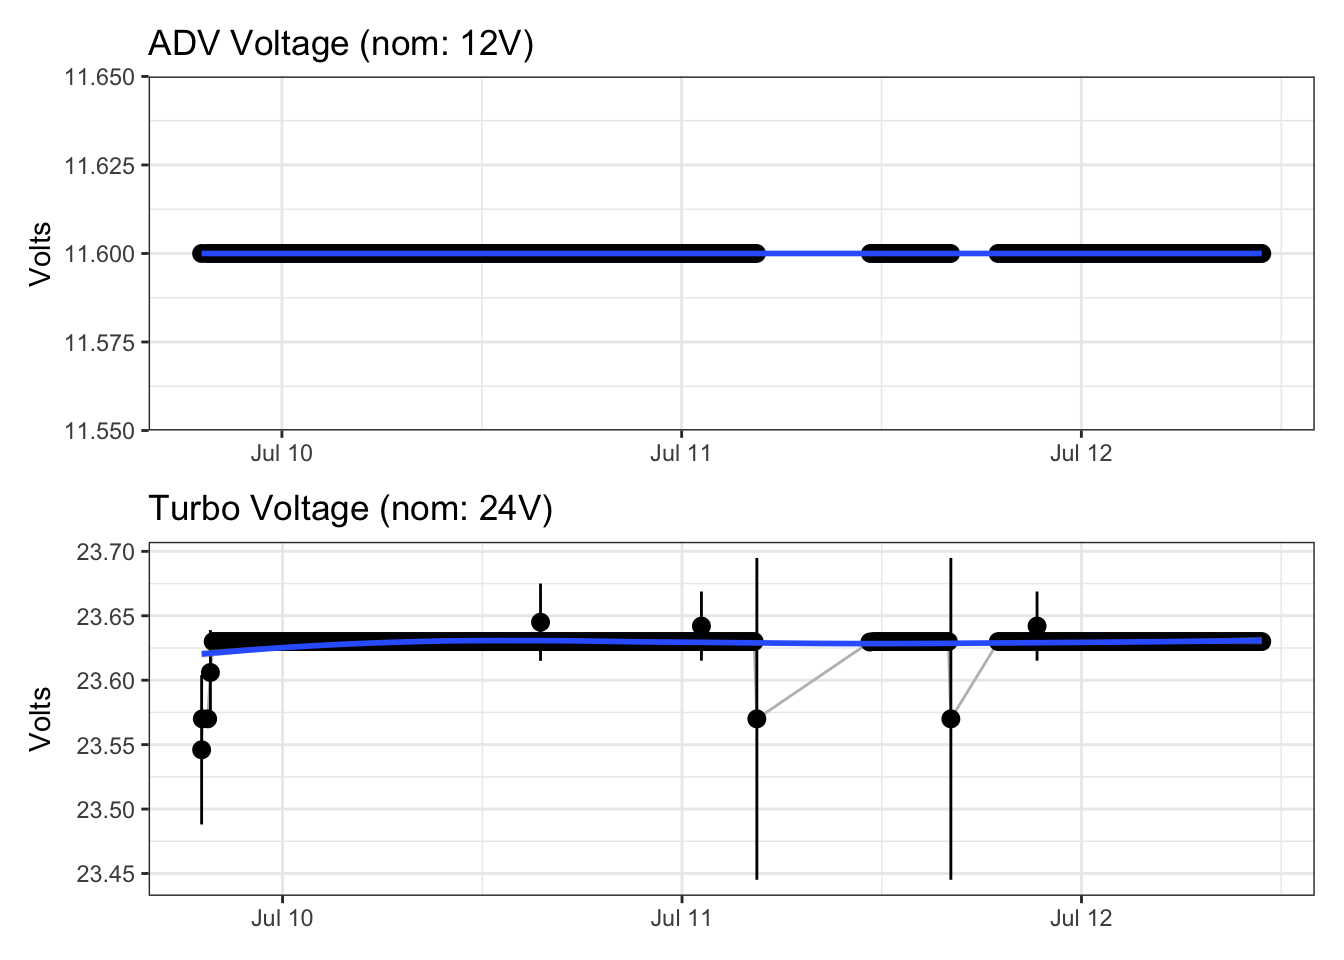 ADV Voltage (nom: 12V)
11.650
11.625
11.600
11.575
11.550
Volts
Jul 10 Jul 11 Jul 12
Turbo Voltage (nom: 24V)
23.70
23.65
23.60
23.55
23.50
23.45
Volts
Jul 10 Jul 11 Jul 12